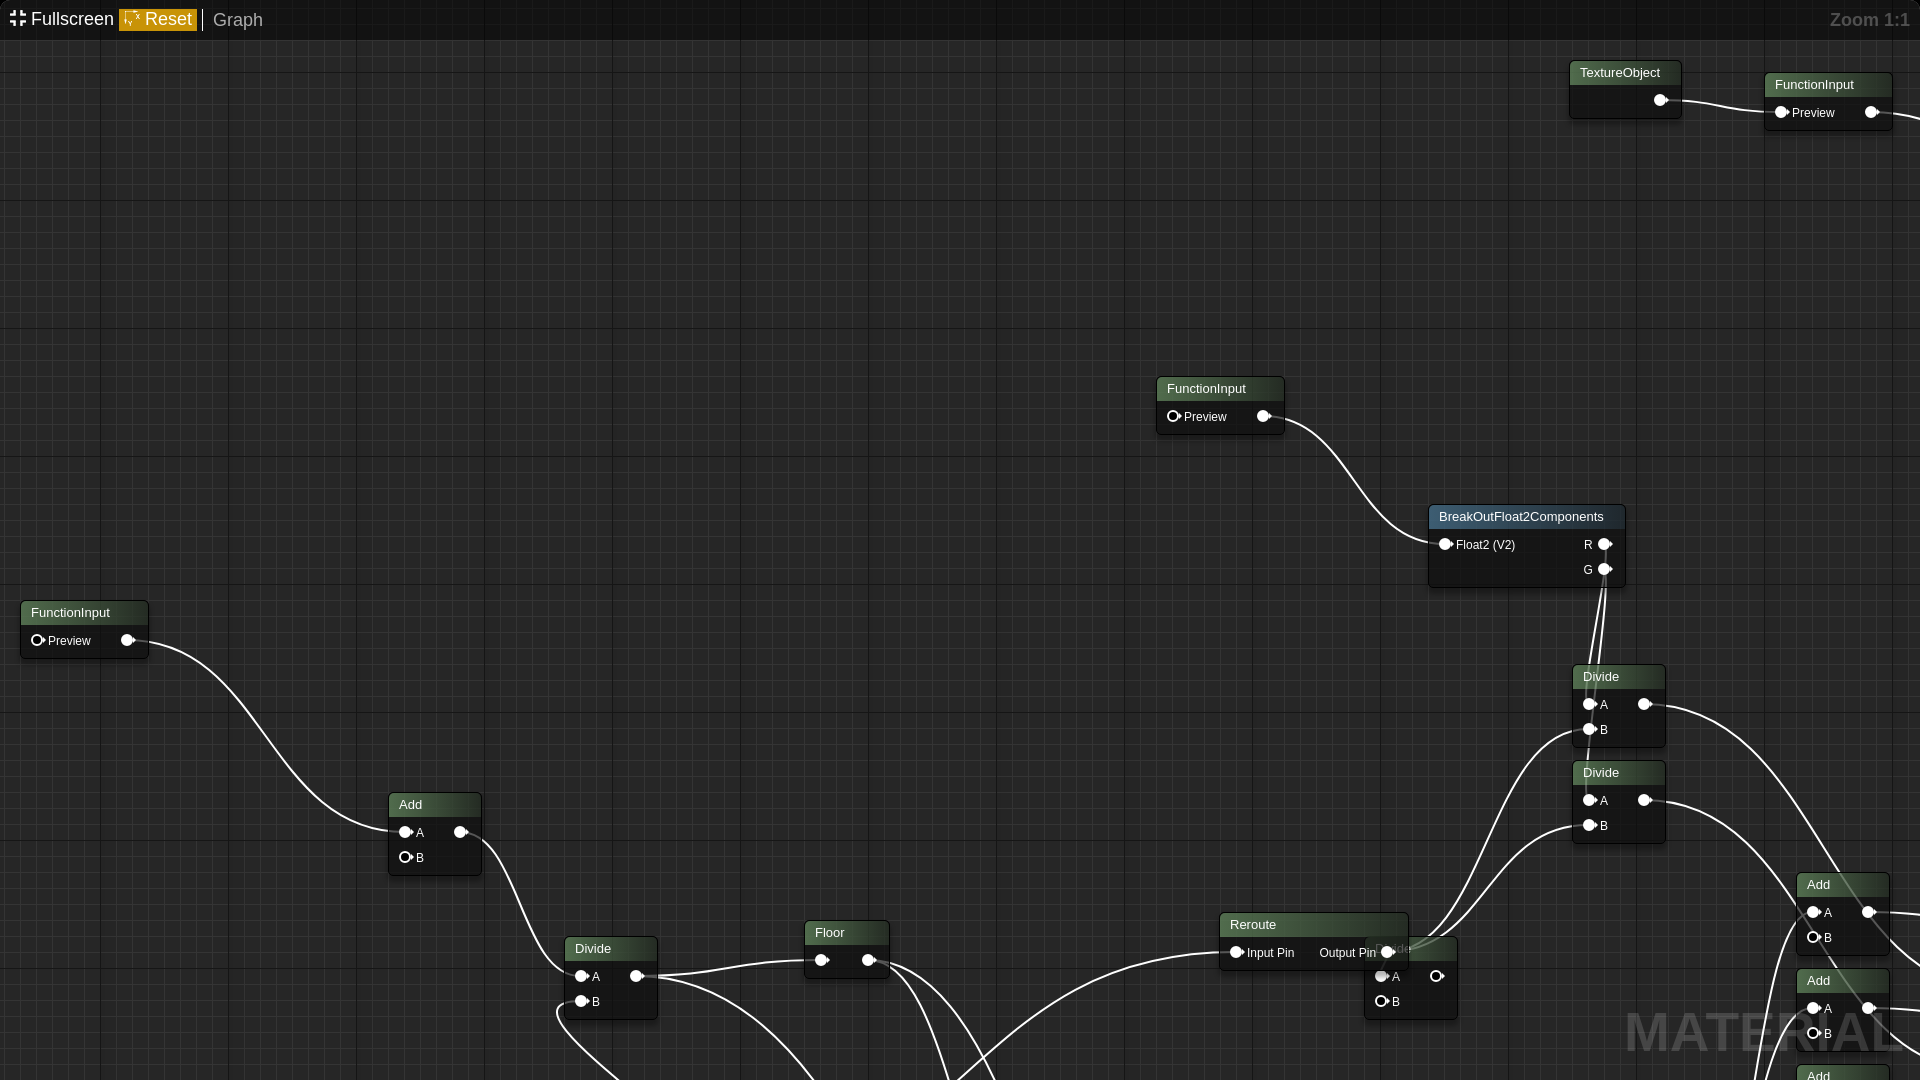 Fullscreen Reset Graph Zoom 1:1
TextureObject
FunctionInput
Preview
FunctionInput
Preview
BreakOutFloat2Components
Float2 (V2) R
G
FunctionInput
Preview
Divide
A
B
Divide
A
B
Add
A
B
Add
A
B
Floor
Reroute
Input Pin Output Pin
Divide
A
B
Divide
A
B
Add
A
B
MATERIAL
Add